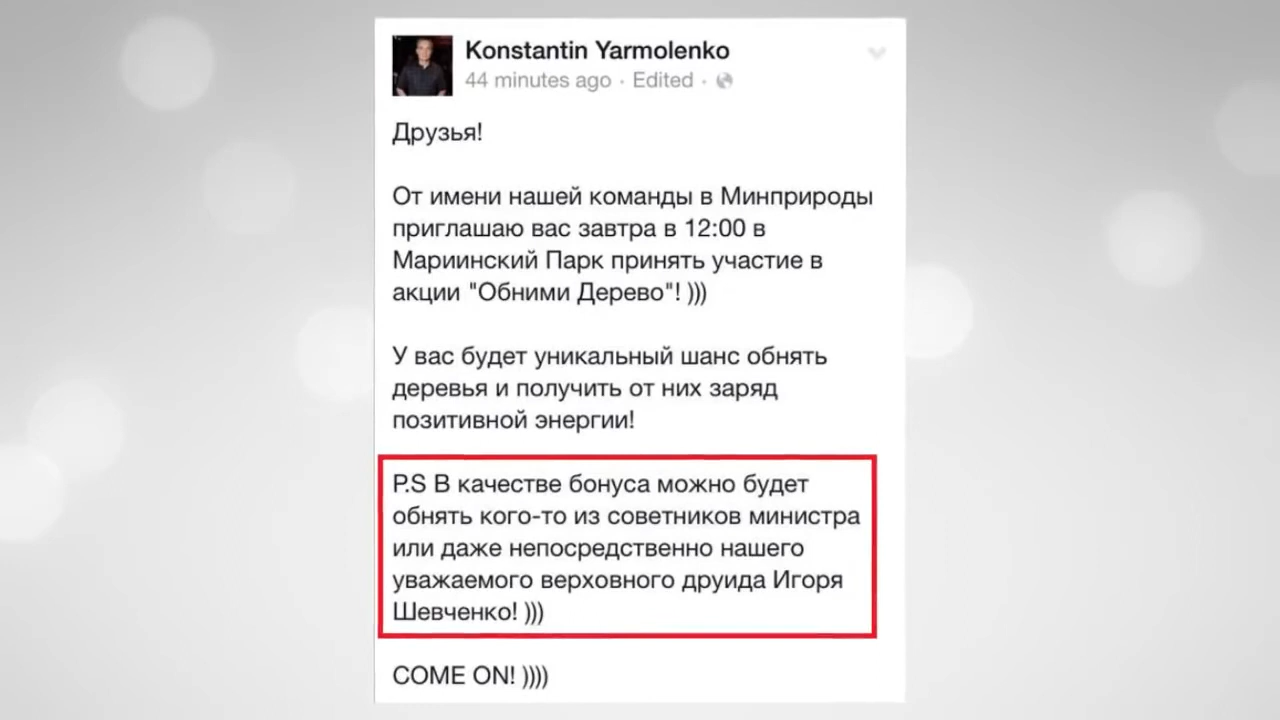 Konstantin Yarmolenko
44 minutes ago · Edited ·
Друзья!
От имени нашей команды в Минприроды
приглашаю вас завтра в 12:00 в
Мариинский Парк принять участие в
акции "Обними Дерево"! )))
У вас будет уникальный шанс обнять
деревья и получить от них заряд
позитивной энергии!
P.S В качестве бонуса можно будет
обнять кого-то из советников министра
или даже непосредственно нашего
уважаемого верховного друида Игоря
Шевченко! )))
COME ON! ))))